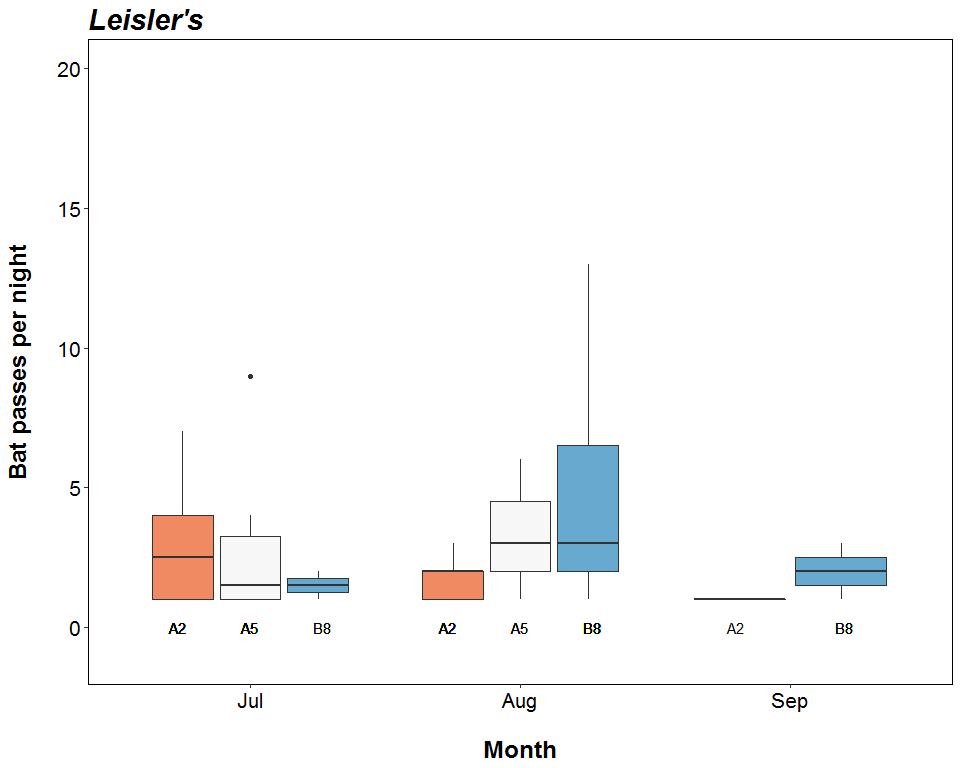 Leisler's
20
15
10
5
0
Bat passes per night
A2 A5 B8 A2 A5 B8 A2 B8
Jul Aug Sep
Month